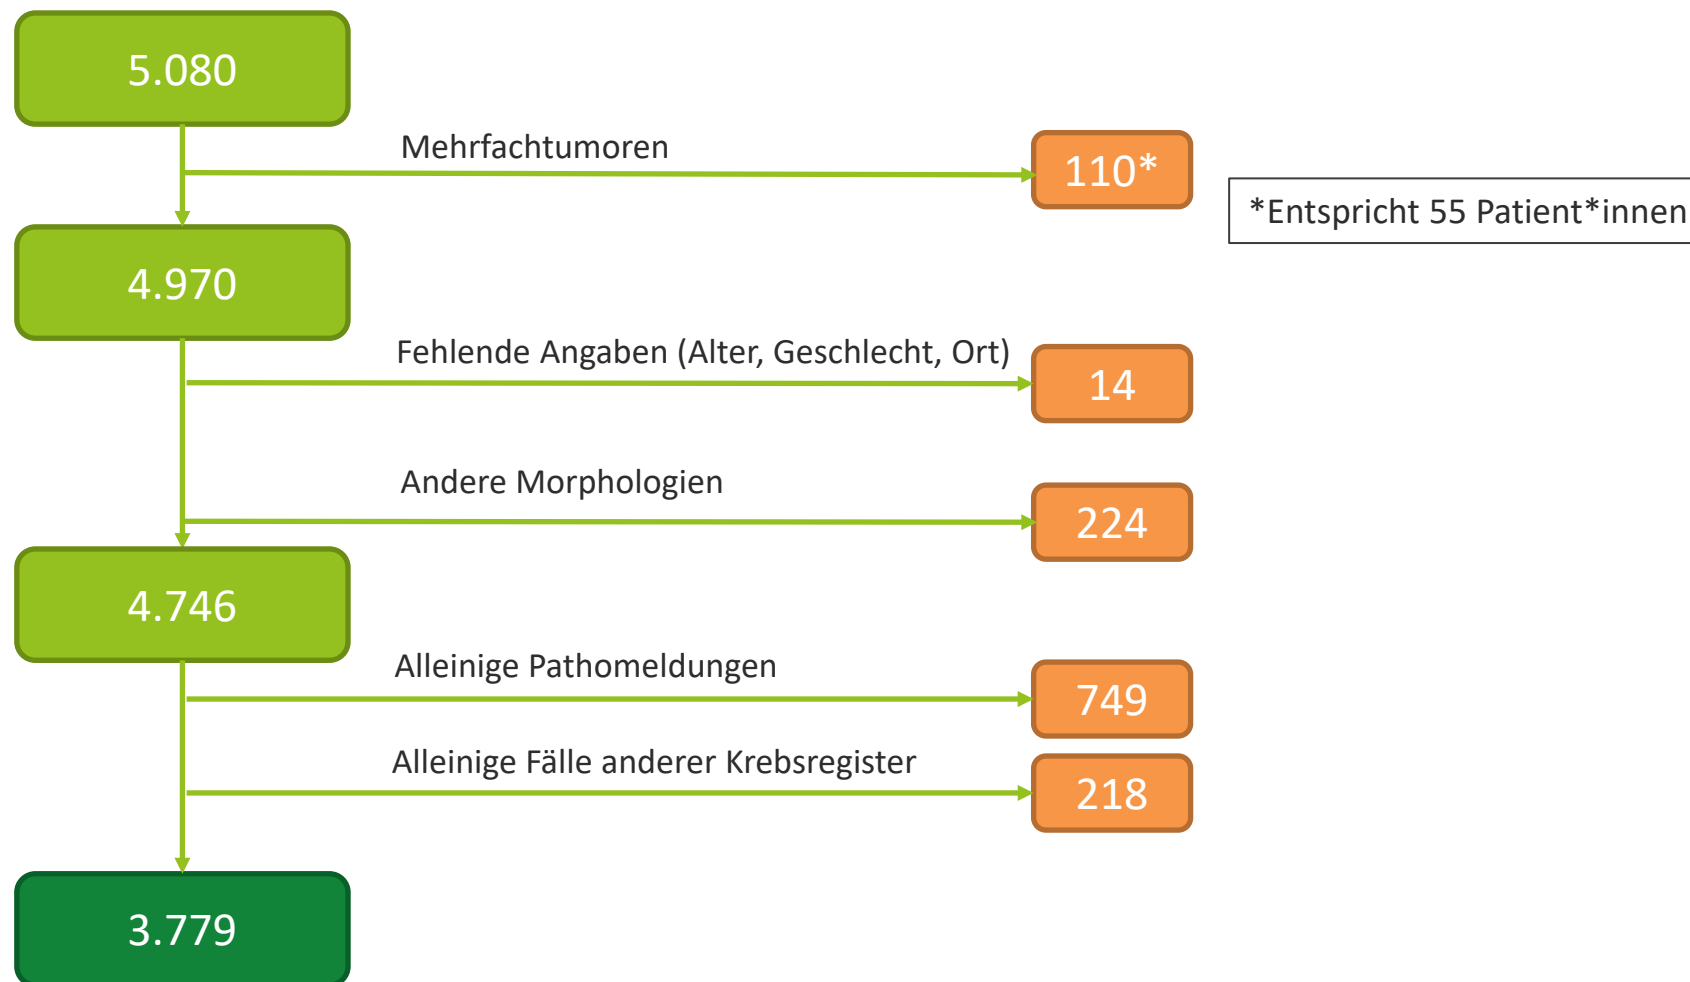 5.080
Mehrfachtumoren
110*
*Entspricht 55 Patient*innen
4.970
Fehlende Angaben (Alter, Geschlecht, Ort)
14
Andere Morphologien
224
4.746
Alleinige Pathomeldungen
749
Alleinige Fälle anderer Krebsregister
218
3.779